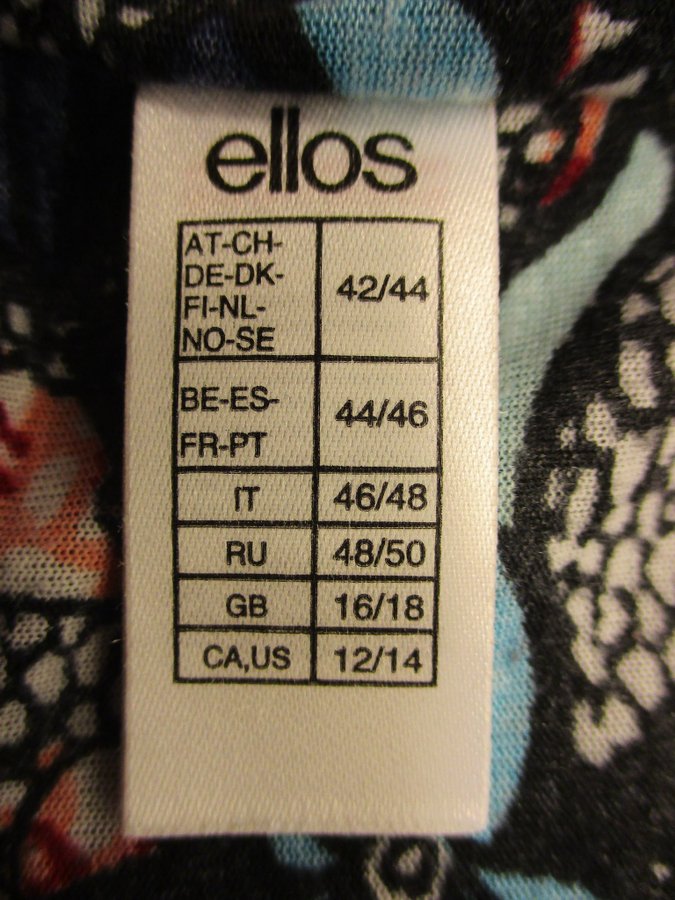 ellos
AT-CH-
DE-DK-
FI-NL-
NO-SE
42/44
BE-ES-
FR-PT
44/46
IT 46/48
RU 48/50
GB 16/18
CA,US 12/14